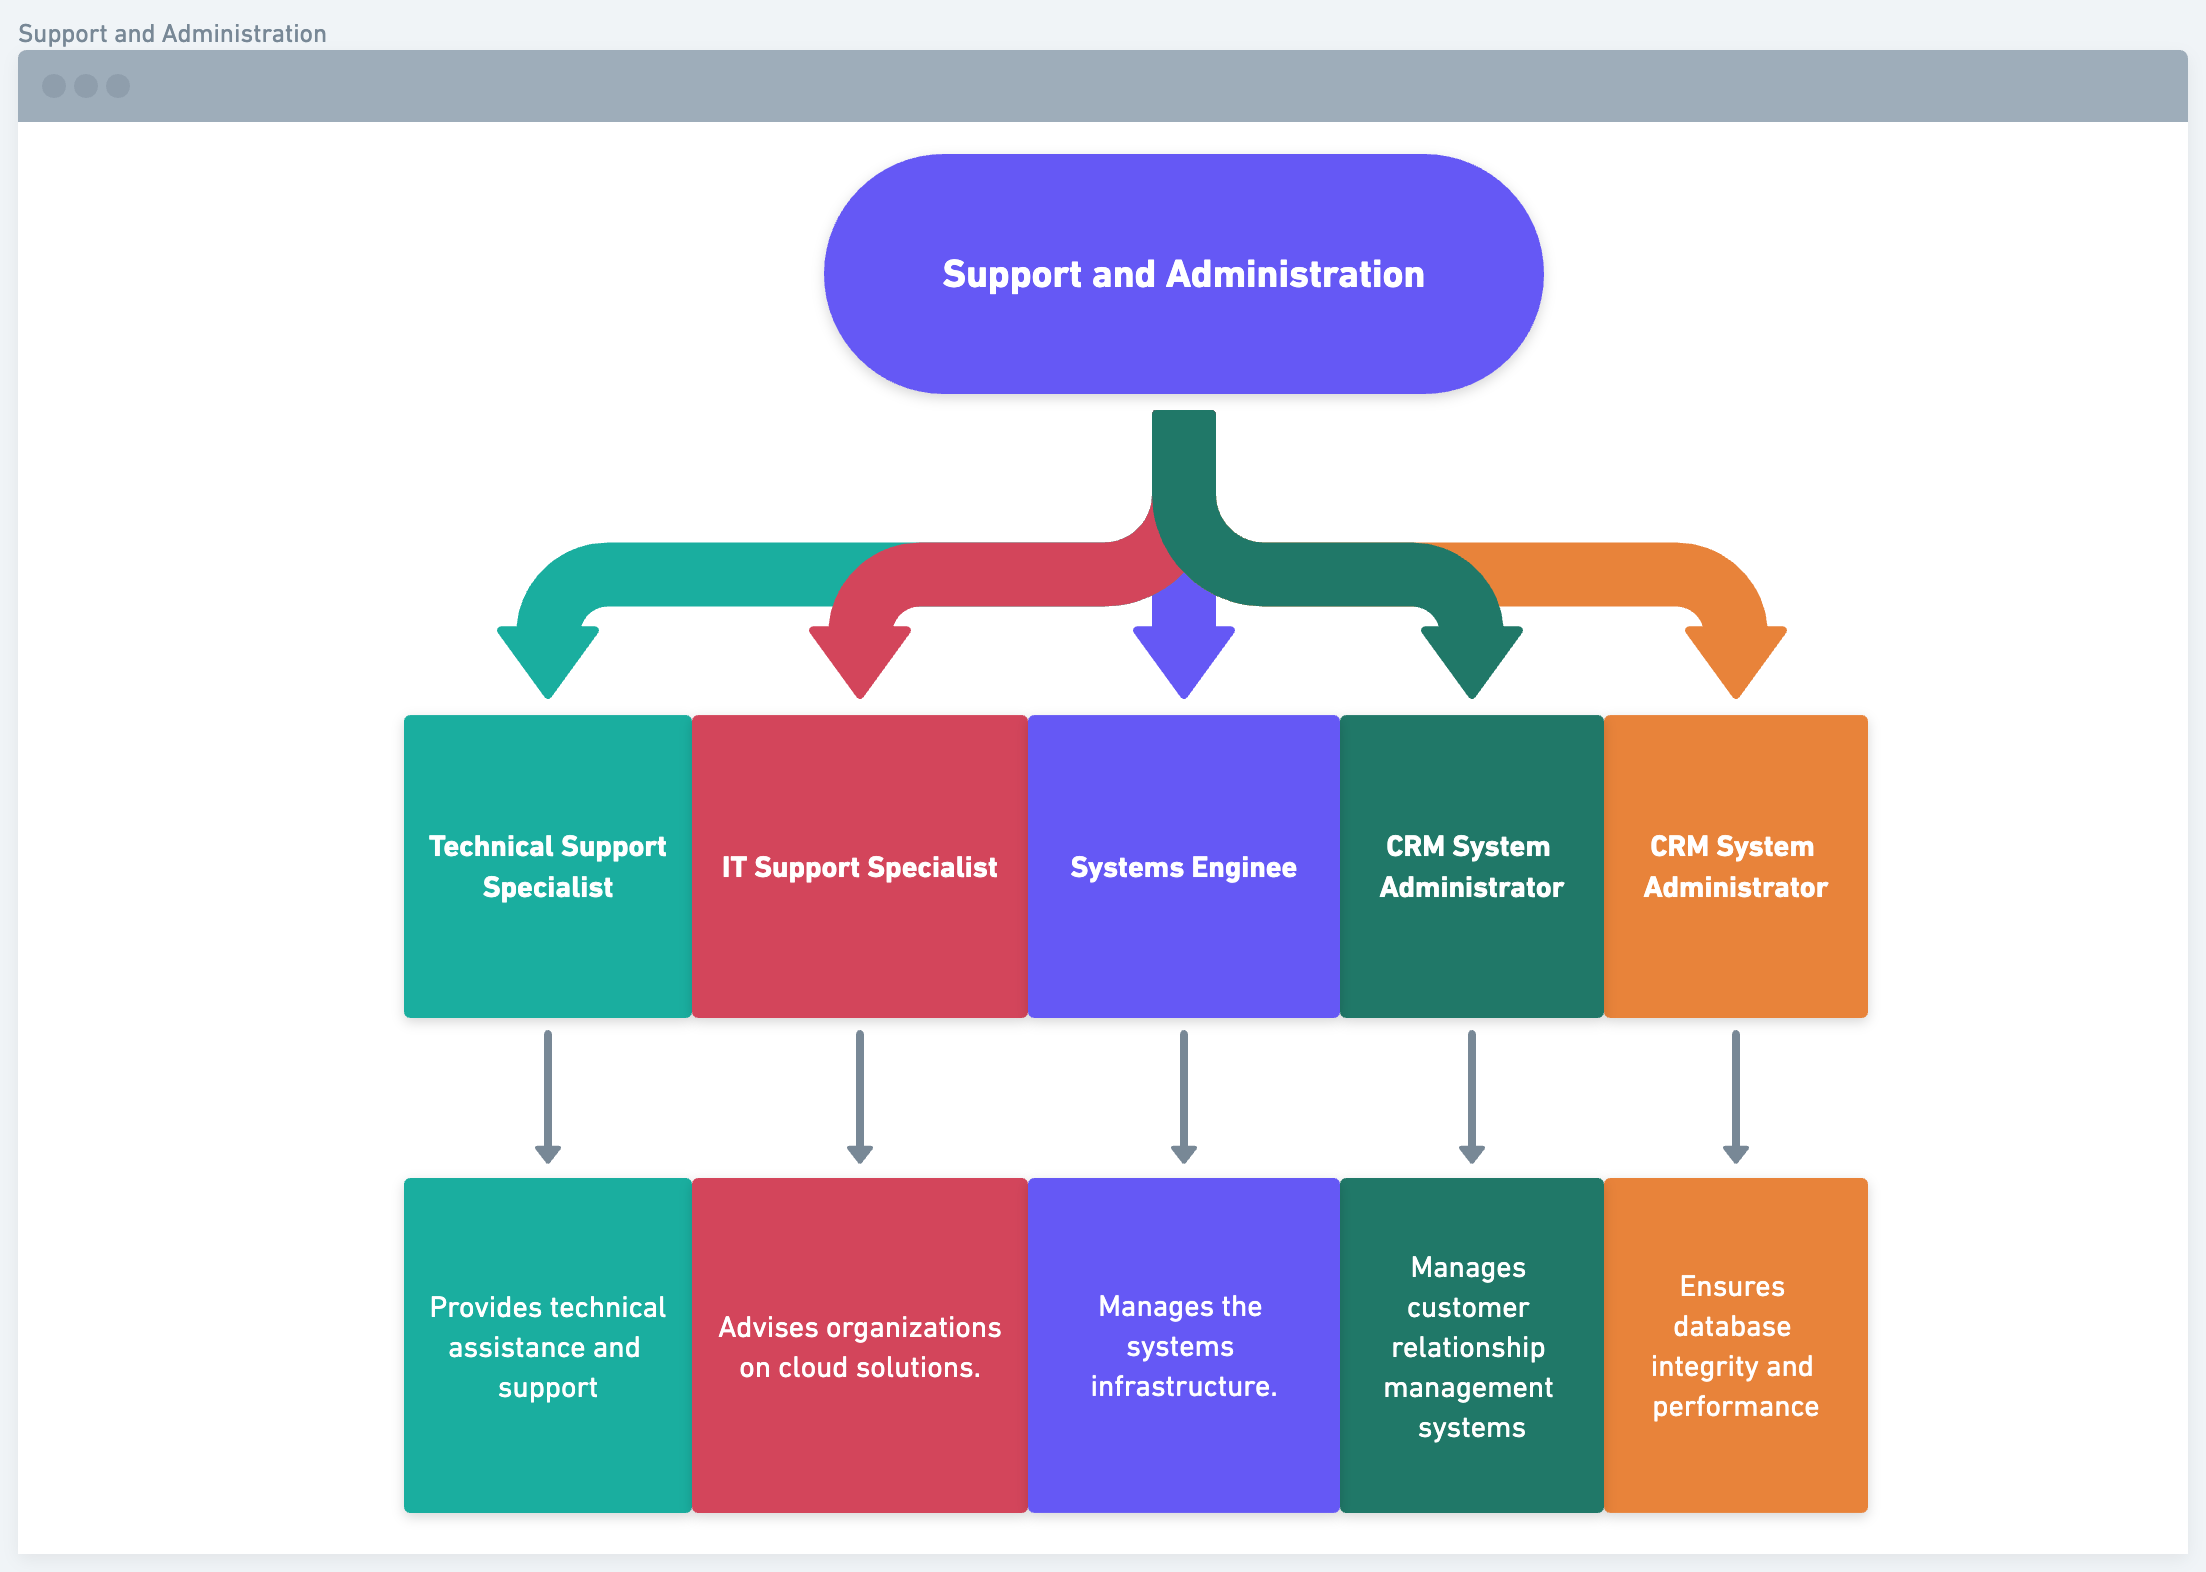 Support and Administration
Support and Administration
Technical Support
Specialist
IT Support Specialist
Systems Enginee
CRM System
Administrator
CRM System
Administrator
Provides technical
assistance and
support
Advises organizations
on cloud solutions.
Manages the
systems
infrastructure.
Manages
customer
relationship
management
systems
Ensures
database
integrity and
performance